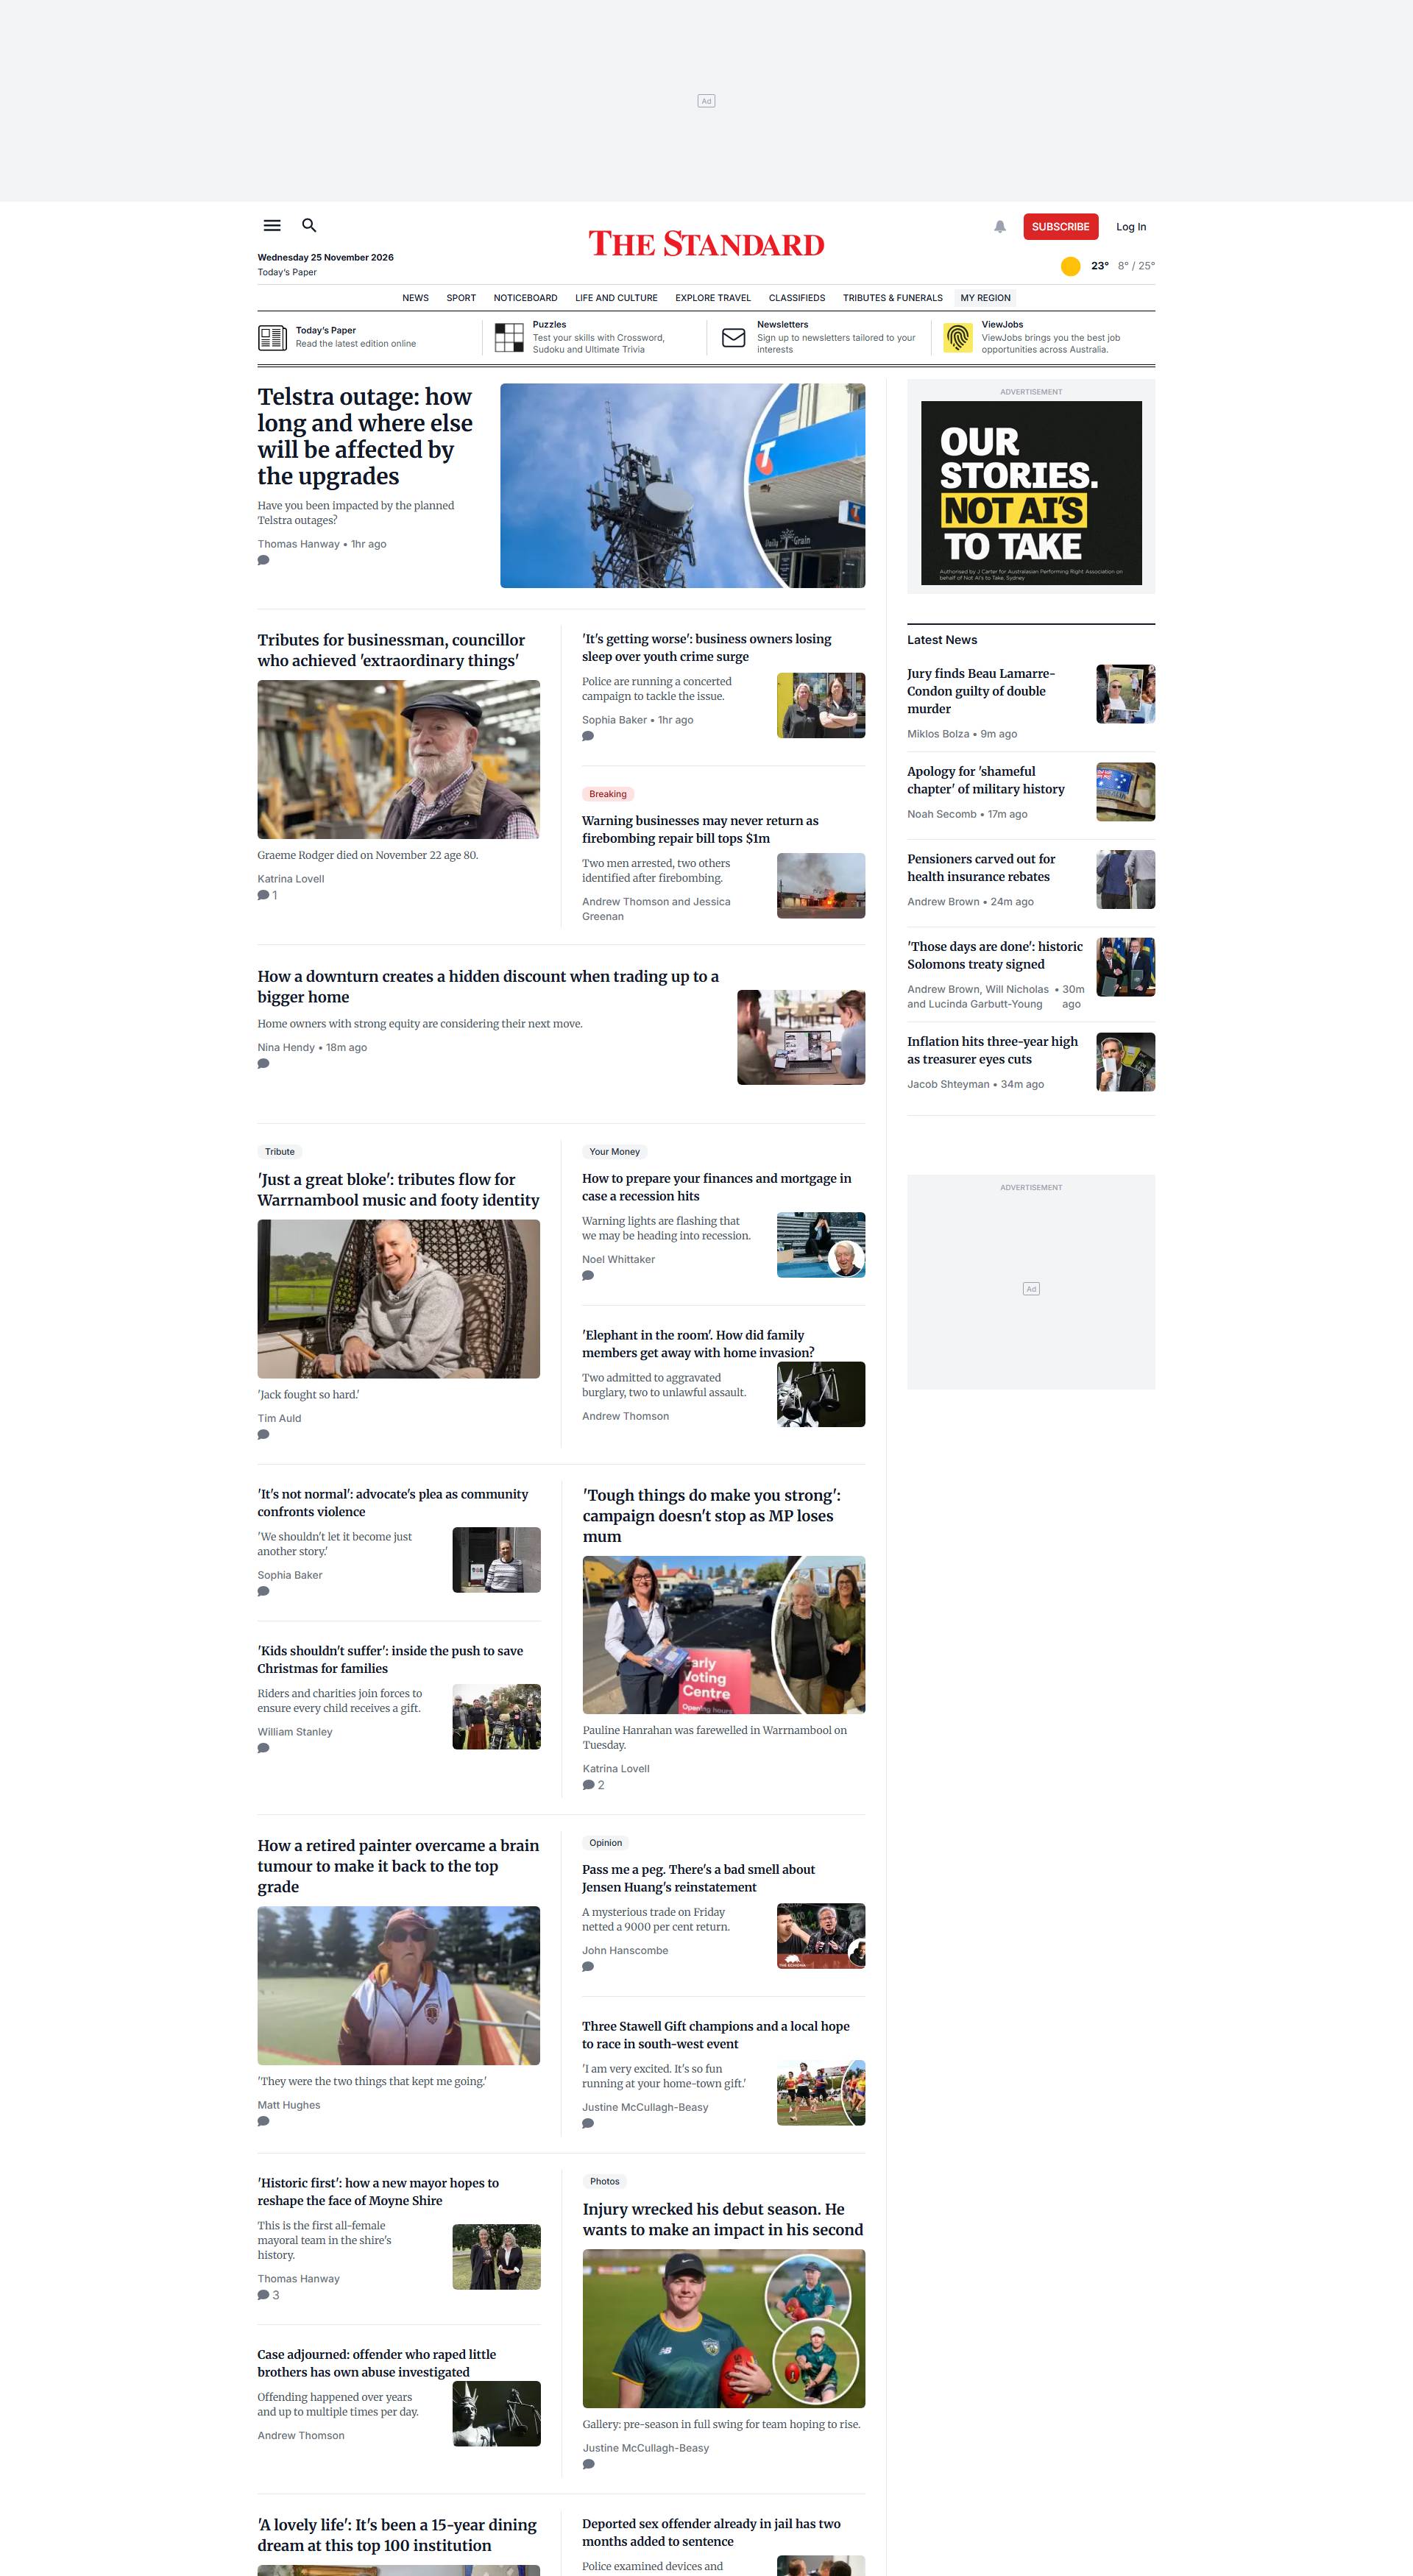 Ad
THE STANDARD
SUBSCRIBE
Log In
Wednesday 25 November 2026
Today's Paper
23° 8° / 25°
NEWS SPORT NOTICEBOARD LIFE AND CULTURE EXPLORE TRAVEL CLASSIFIEDS TRIBUTES & FUNERALS MY REGION
Today's Paper
Read the latest edition online
Puzzles
Test your skills with Crossword,
Sudoku and Ultimate Trivia
Newsletters
Sign up to newsletters tailored to your
interests
ViewJobs
ViewJobs brings you the best job
opportunities across Australia.
Telstra outage: how
long and where else
will be affected by
the upgrades
Have you been impacted by the planned
Telstra outages?
Thomas Hanway • 1hr ago
Daily Grain
Tributes for businessman, councillor
who achieved 'extraordinary things'
Graeme Rodger died on November 22 age 80.
Katrina Lovell
1
'It's getting worse': business owners losing
sleep over youth crime surge
Police are running a concerted
campaign to tackle the issue.
Sophia Baker • 1hr ago
Breaking
Warning businesses may never return as
firebombing repair bill tops $1m
Two men arrested, two others
identified after firebombing.
Andrew Thomson and Jessica
Greenan
How a downturn creates a hidden discount when trading up to a
bigger home
Home owners with strong equity are considering their next move.
Nina Hendy • 18m ago
Tribute
'Just a great bloke': tributes flow for
Warrnambool music and footy identity
'Jack fought so hard.'
Tim Auld
Your Money
How to prepare your finances and mortgage in
case a recession hits
Warning lights are flashing that
we may be heading into recession.
Noel Whittaker
'Elephant in the room'. How did family
members get away with home invasion?
Two admitted to aggravated
burglary, two to unlawful assault.
Andrew Thomson
'It's not normal': advocate's plea as community
confronts violence
'We shouldn't let it become just
another story.'
Sophia Baker
'Kids shouldn't suffer': inside the push to save
Christmas for families
Riders and charities join forces to
ensure every child receives a gift.
William Stanley
'Tough things do make you strong':
campaign doesn't stop as MP loses
mum
Early
Voting
Centre
Opening hours
Pauline Hanrahan was farewelled in Warrnambool on
Tuesday.
Katrina Lovell
2
How a retired painter overcame a brain
tumour to make it back to the top
grade
'They were the two things that kept me going.'
Matt Hughes
Opinion
Pass me a peg. There's a bad smell about
Jensen Huang's reinstatement
A mysterious trade on Friday
netted a 9000 per cent return.
John Hanscombe
Three Stawell Gift champions and a local hope
to race in south-west event
'I am very excited. It's so fun
running at your home-town gift.'
Justine McCullagh-Beasy
'Historic first': how a new mayor hopes to
reshape the face of Moyne Shire
This is the first all-female
mayoral team in the shire's
history.
Thomas Hanway
3
Case adjourned: offender who raped little
brothers has own abuse investigated
Offending happened over years
and up to multiple times per day.
Andrew Thomson
Photos
Injury wrecked his debut season. He
wants to make an impact in his second
Gallery: pre-season in full swing for team hoping to rise.
Justine McCullagh-Beasy
'A lovely life': It's been a 15-year dining
dream at this top 100 institution
Deported sex offender already in jail has two
months added to sentence
Police examined devices and
ADVERTISEMENT
OUR
STORIES.
NOT AI'S
TO TAKE
Authorised by J Carter for Australasian Performing Right Association on
behalf of Not AI's to Take, Sydney
Latest News
Jury finds Beau Lamarre-
Condon guilty of double
murder
Miklos Bolza • 9m ago
Apology for 'shameful
chapter' of military history
Noah Secomb • 17m ago
Pensioners carved out for
health insurance rebates
Andrew Brown • 24m ago
'Those days are done': historic
Solomons treaty signed
Andrew Brown, Will Nicholas • 30m
and Lucinda Garbutt-Young ago
Inflation hits three-year high
as treasurer eyes cuts
Jacob Shteyman • 34m ago
ADVERTISEMENT
Ad